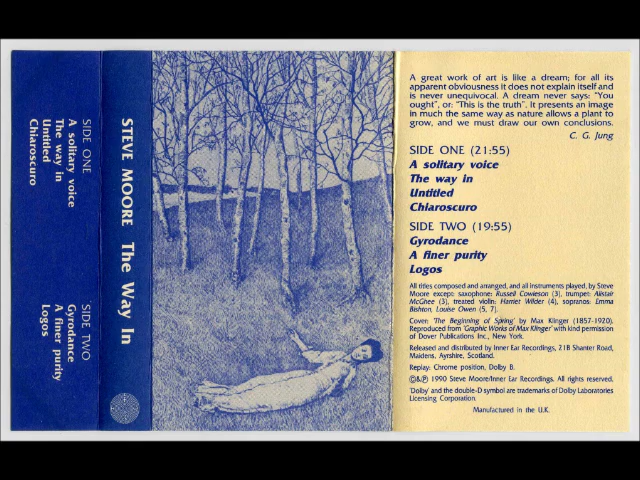 SIDE ONE
A solitary voice
The way in
Untitled
Chiaroscuro
SIDE TWO
Gyrodance
A finer purity
Logos
STEVE MOORE The Way In
A great work of art is like a dream; for all its
apparent obviousness it does not explain itself and
is never unequivocal. A dream never says: "You
ought", or: "This is the truth". It presents an image
in much the same way as nature allows a plant to
grow, and we must draw our own conclusions.
C. G. Jung
SIDE ONE (21:55)
A solitary voice
The way in
Untitled
Chiaroscuro
SIDE TWO (19:55)
Gyrodance
A finer purity
Logos
All titles composed and arranged, and all instruments played, by Steve
Moore except: saxophone: Russell Cowieson (3), trumpet: Alistair
McGhee (3), treated violin: Harriet Wilder (4), sopranos: Emma
Bishton, Louise Owen (5, 7).
Cover: 'The Beginning of Spring' by Max Klinger (1857-1920).
Reproduced from 'Graphic Works of Max Klinger' with kind permission
of Dover Publications Inc., New York.
Released and distributed by Inner Ear Recordings, 21B Shanter Road,
Maidens, Ayrshire, Scotland.
Replay: Chrome position, Dolby B.
©&℗ 1990 Steve Moore/Inner Ear Recordings. All rights reserved.
'Dolby' and the double-D symbol are trademarks of Dolby Laboratories
Licensing Corporation.
Manufactured in the U.K.